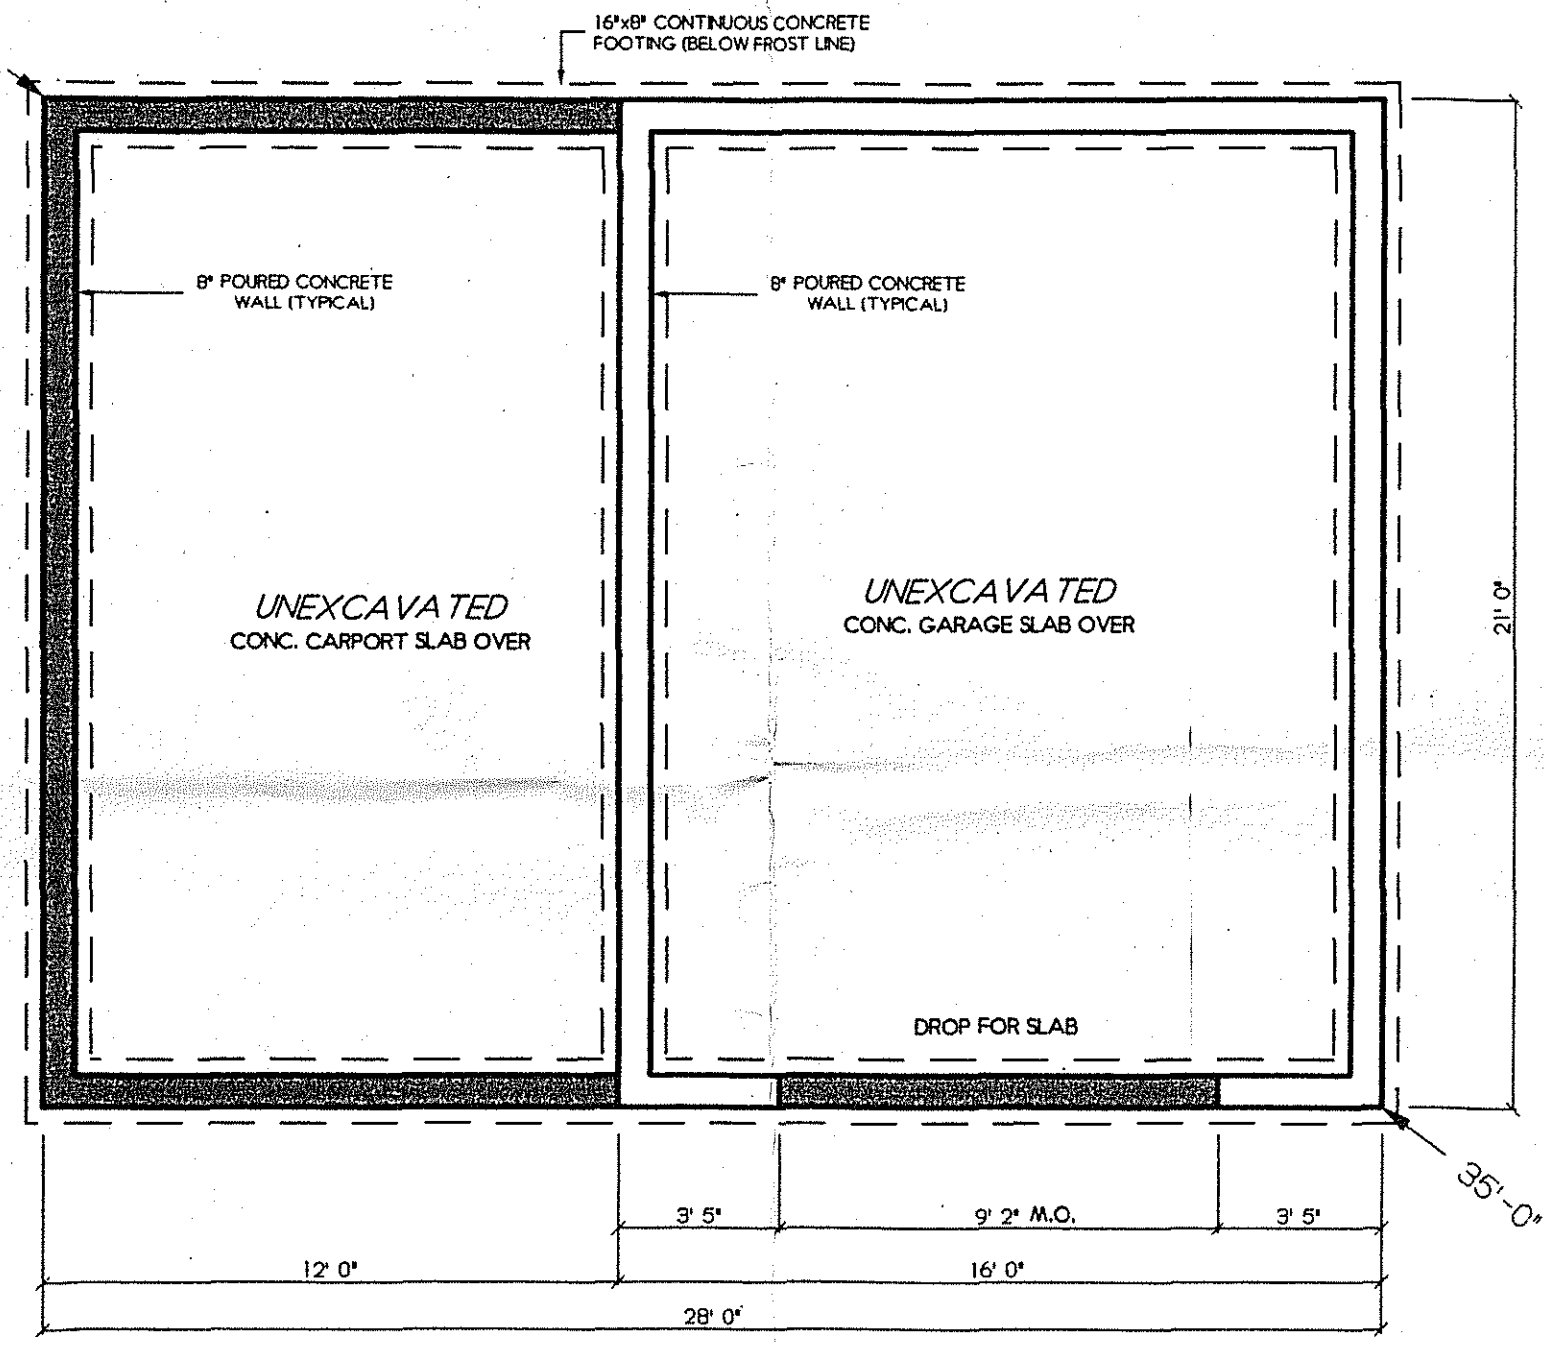 16"x8" CONTINUOUS CONCRETE
FOOTING (BELOW FROST LINE)
8" POURED CONCRETE
WALL (TYPICAL)
8" POURED CONCRETE
WALL (TYPICAL)
UNEXCAVATED
CONC. CARPORT SLAB OVER
UNEXCAVATED
CONC. GARAGE SLAB OVER
21' 0"
DROP FOR SLAB
35'-0"
3' 5"
9' 2" M.O.
3' 5"
12' 0"
16' 0"
28' 0"